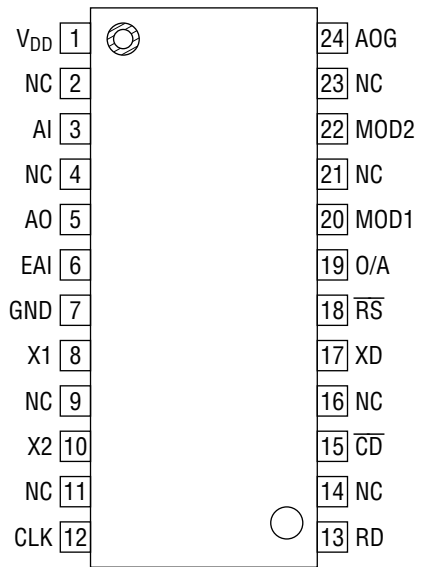 V_DD 1 24 AOG
NC 2 23 NC
AI 3 22 MOD2
NC 4 21 NC
AO 5 20 MOD1
EAI 6 19 O/A
GND 7 18 R̅S̅
X1 8 17 XD
NC 9 16 NC
X2 10 15 C̅D̅
NC 11 14 NC
CLK 12 13 RD